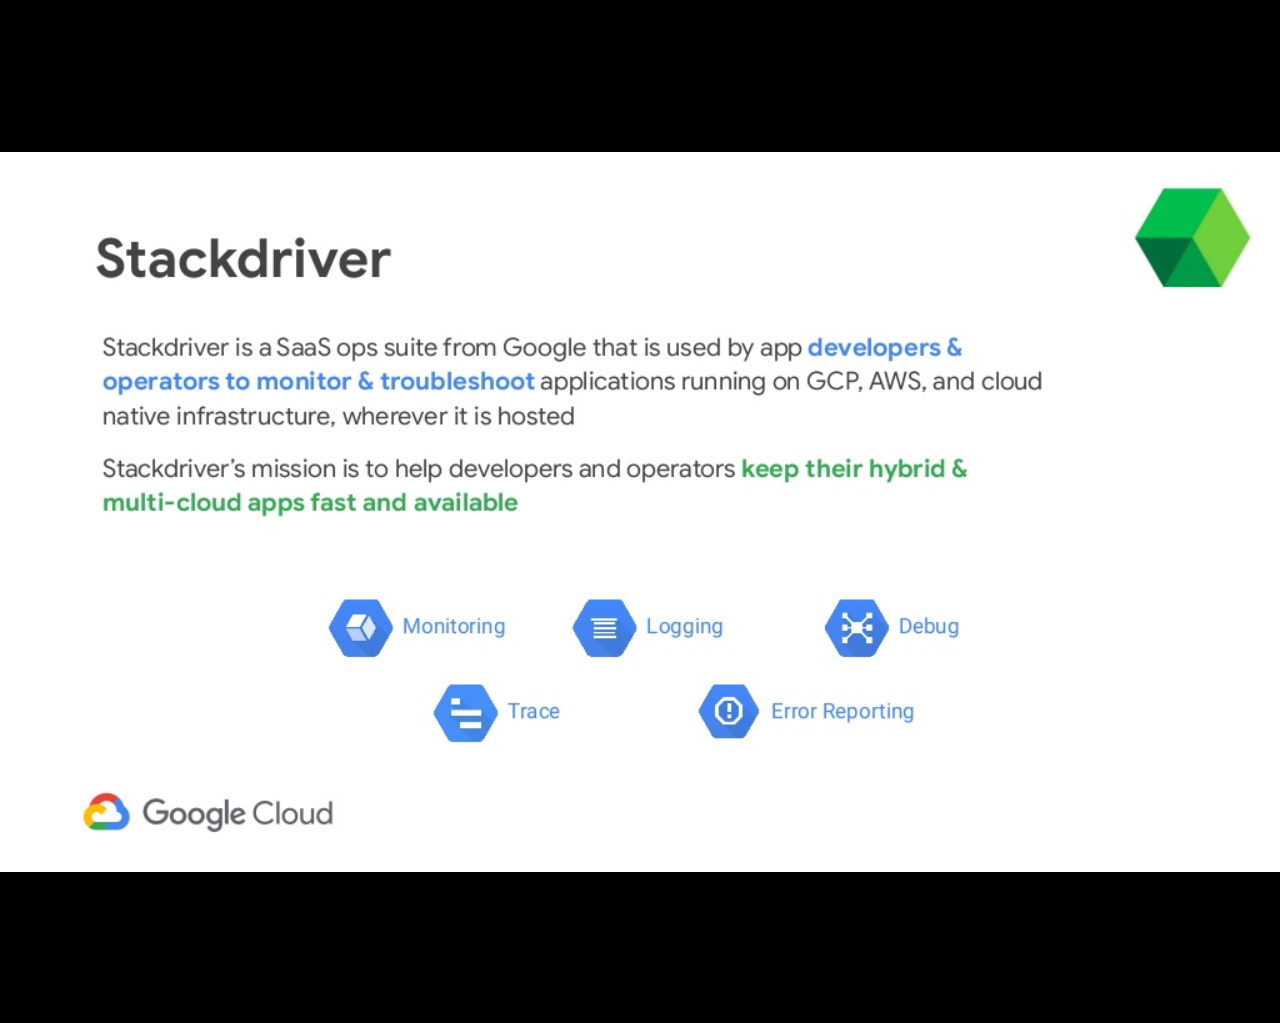 Stackdriver
Stackdriver is a SaaS ops suite from Google that is used by app developers &
operators to monitor & troubleshoot applications running on GCP, AWS, and cloud
native infrastructure, wherever it is hosted
Stackdriver’s mission is to help developers and operators keep their hybrid &
multi-cloud apps fast and available
Monitoring Logging Debug
Trace Error Reporting
Google Cloud